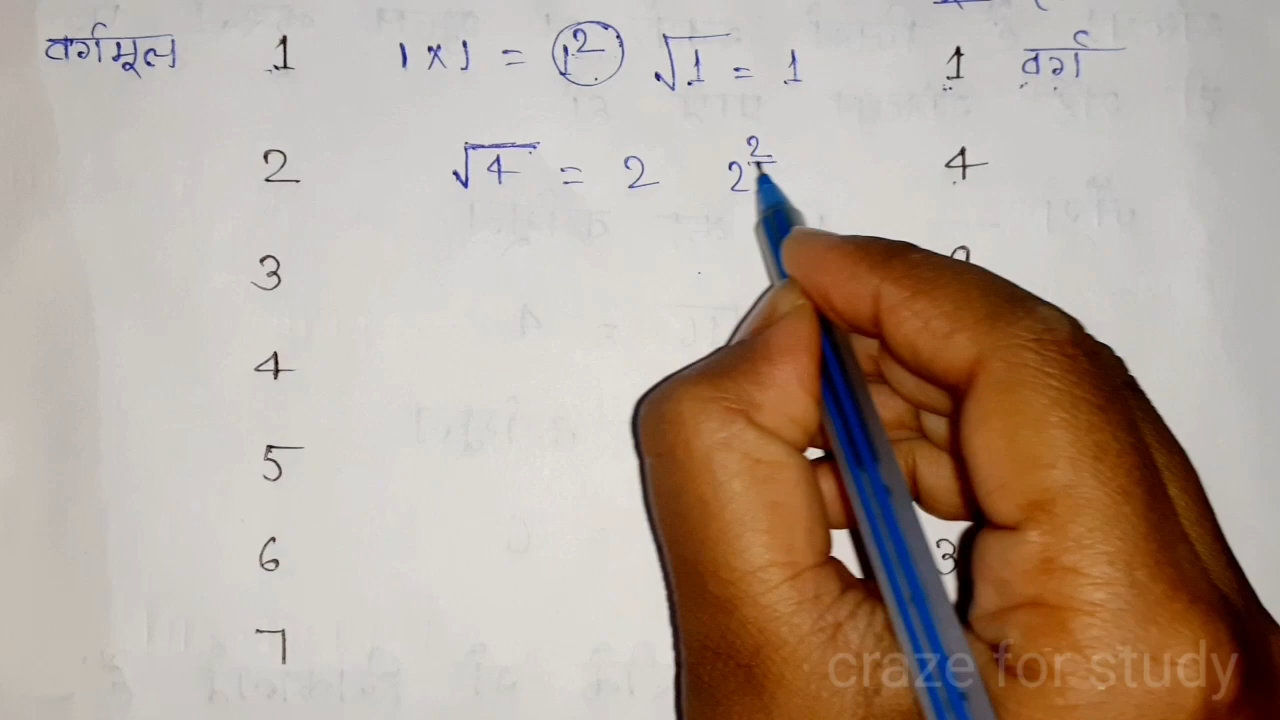 वर्गमूल 1 1 x 1 = 1² √1 = 1 1 वर्ग
2 √4 = 2 2² 4
3
4
5
6 3
7
craze for study